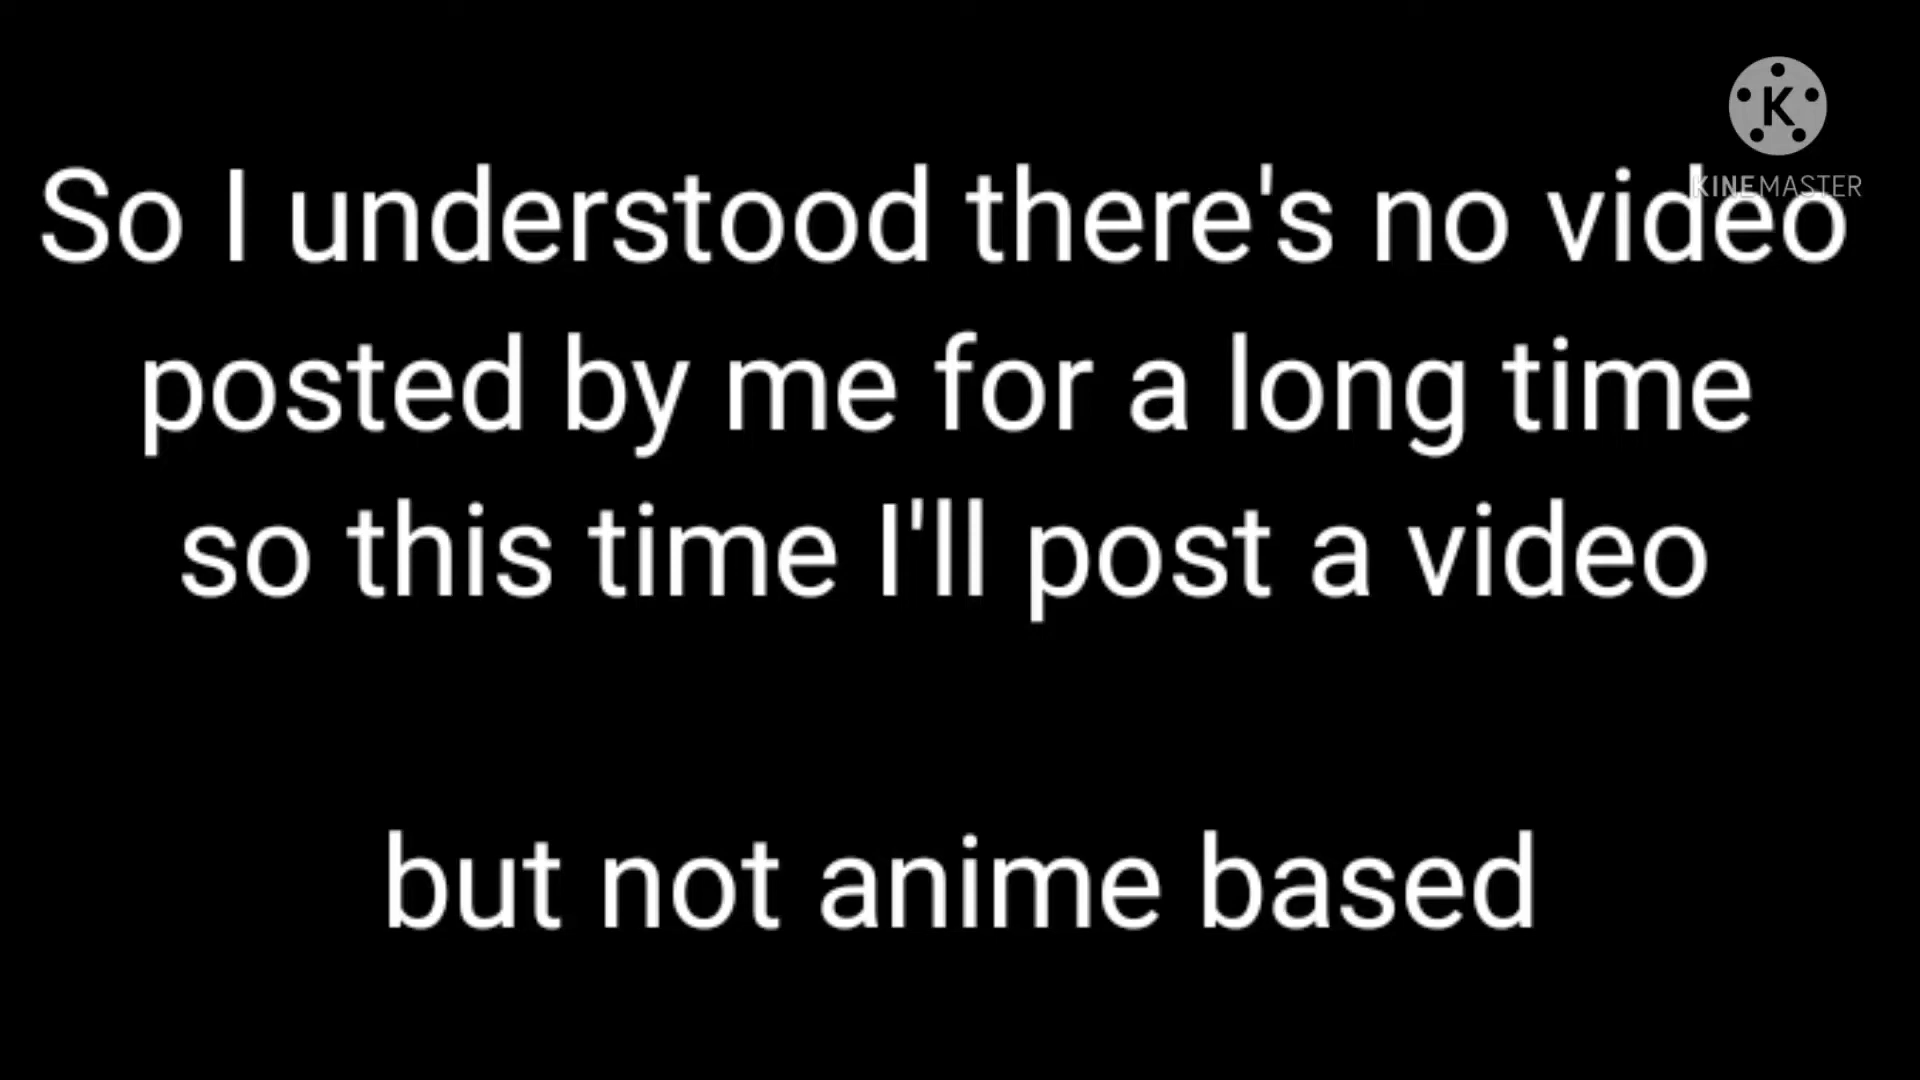 K
KINEMASTER
So I understood there's no video
posted by me for a long time
so this time I'll post a video
but not anime based